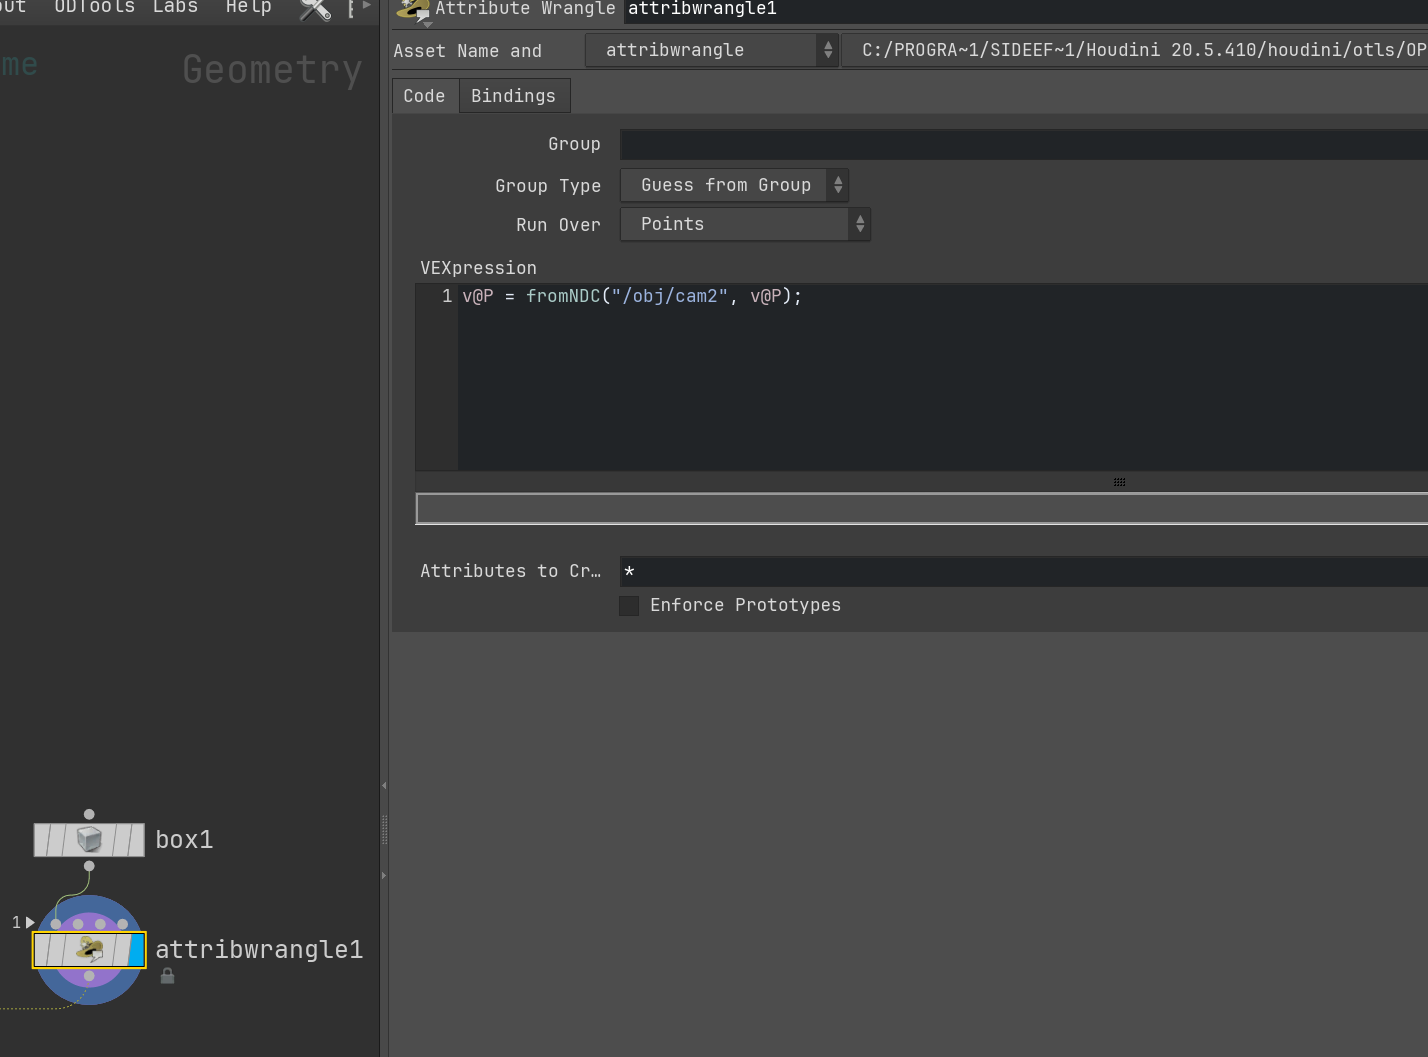 ODTools Labs Help
Attribute Wrangle attribwrangle1
me Geometry
Asset Name and attribwrangle C:/PROGRA~1/SIDEEF~1/Houdini 20.5.410/houdini/otls/OP
Code Bindings
Group
Group Type Guess from Group
Run Over Points
VEXpression
1 v@P = fromNDC("/obj/cam2", v@P);
Attributes to Cr… *
Enforce Prototypes
box1
1
attribwrangle1